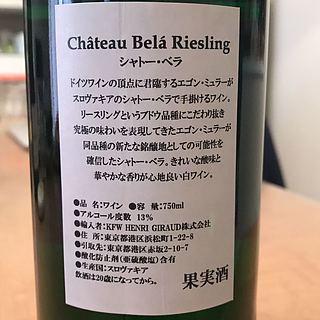 Château Belá Riesling
シャトー・ベラ
ドイツワインの頂点に君臨するエゴン・ミュラーが
スロヴァキアのシャトー・ベラで手掛けるワイン。
リースリングというブドウ品種にこだわり抜き
究極の味わいを表現してきたエゴン・ミュラーが
同品種の新たな銘醸地としての可能性を
確信したシャトー・ベラ。きれいな酸味と
華やかな香りが心地良い白ワイン。
●品 名:ワイン ●容 量:750ml
●アルコール度数 13%
●輸入者:KFW HENRI GIRAUD株式会社
●住 所:東京都港区浜松町1-22-8
●引取先:東京都港区赤坂2-10-7
●酸化防止剤(亜硫酸塩)含有
●生産国:スロヴァキア
飲酒は20歳になってから。
果実酒